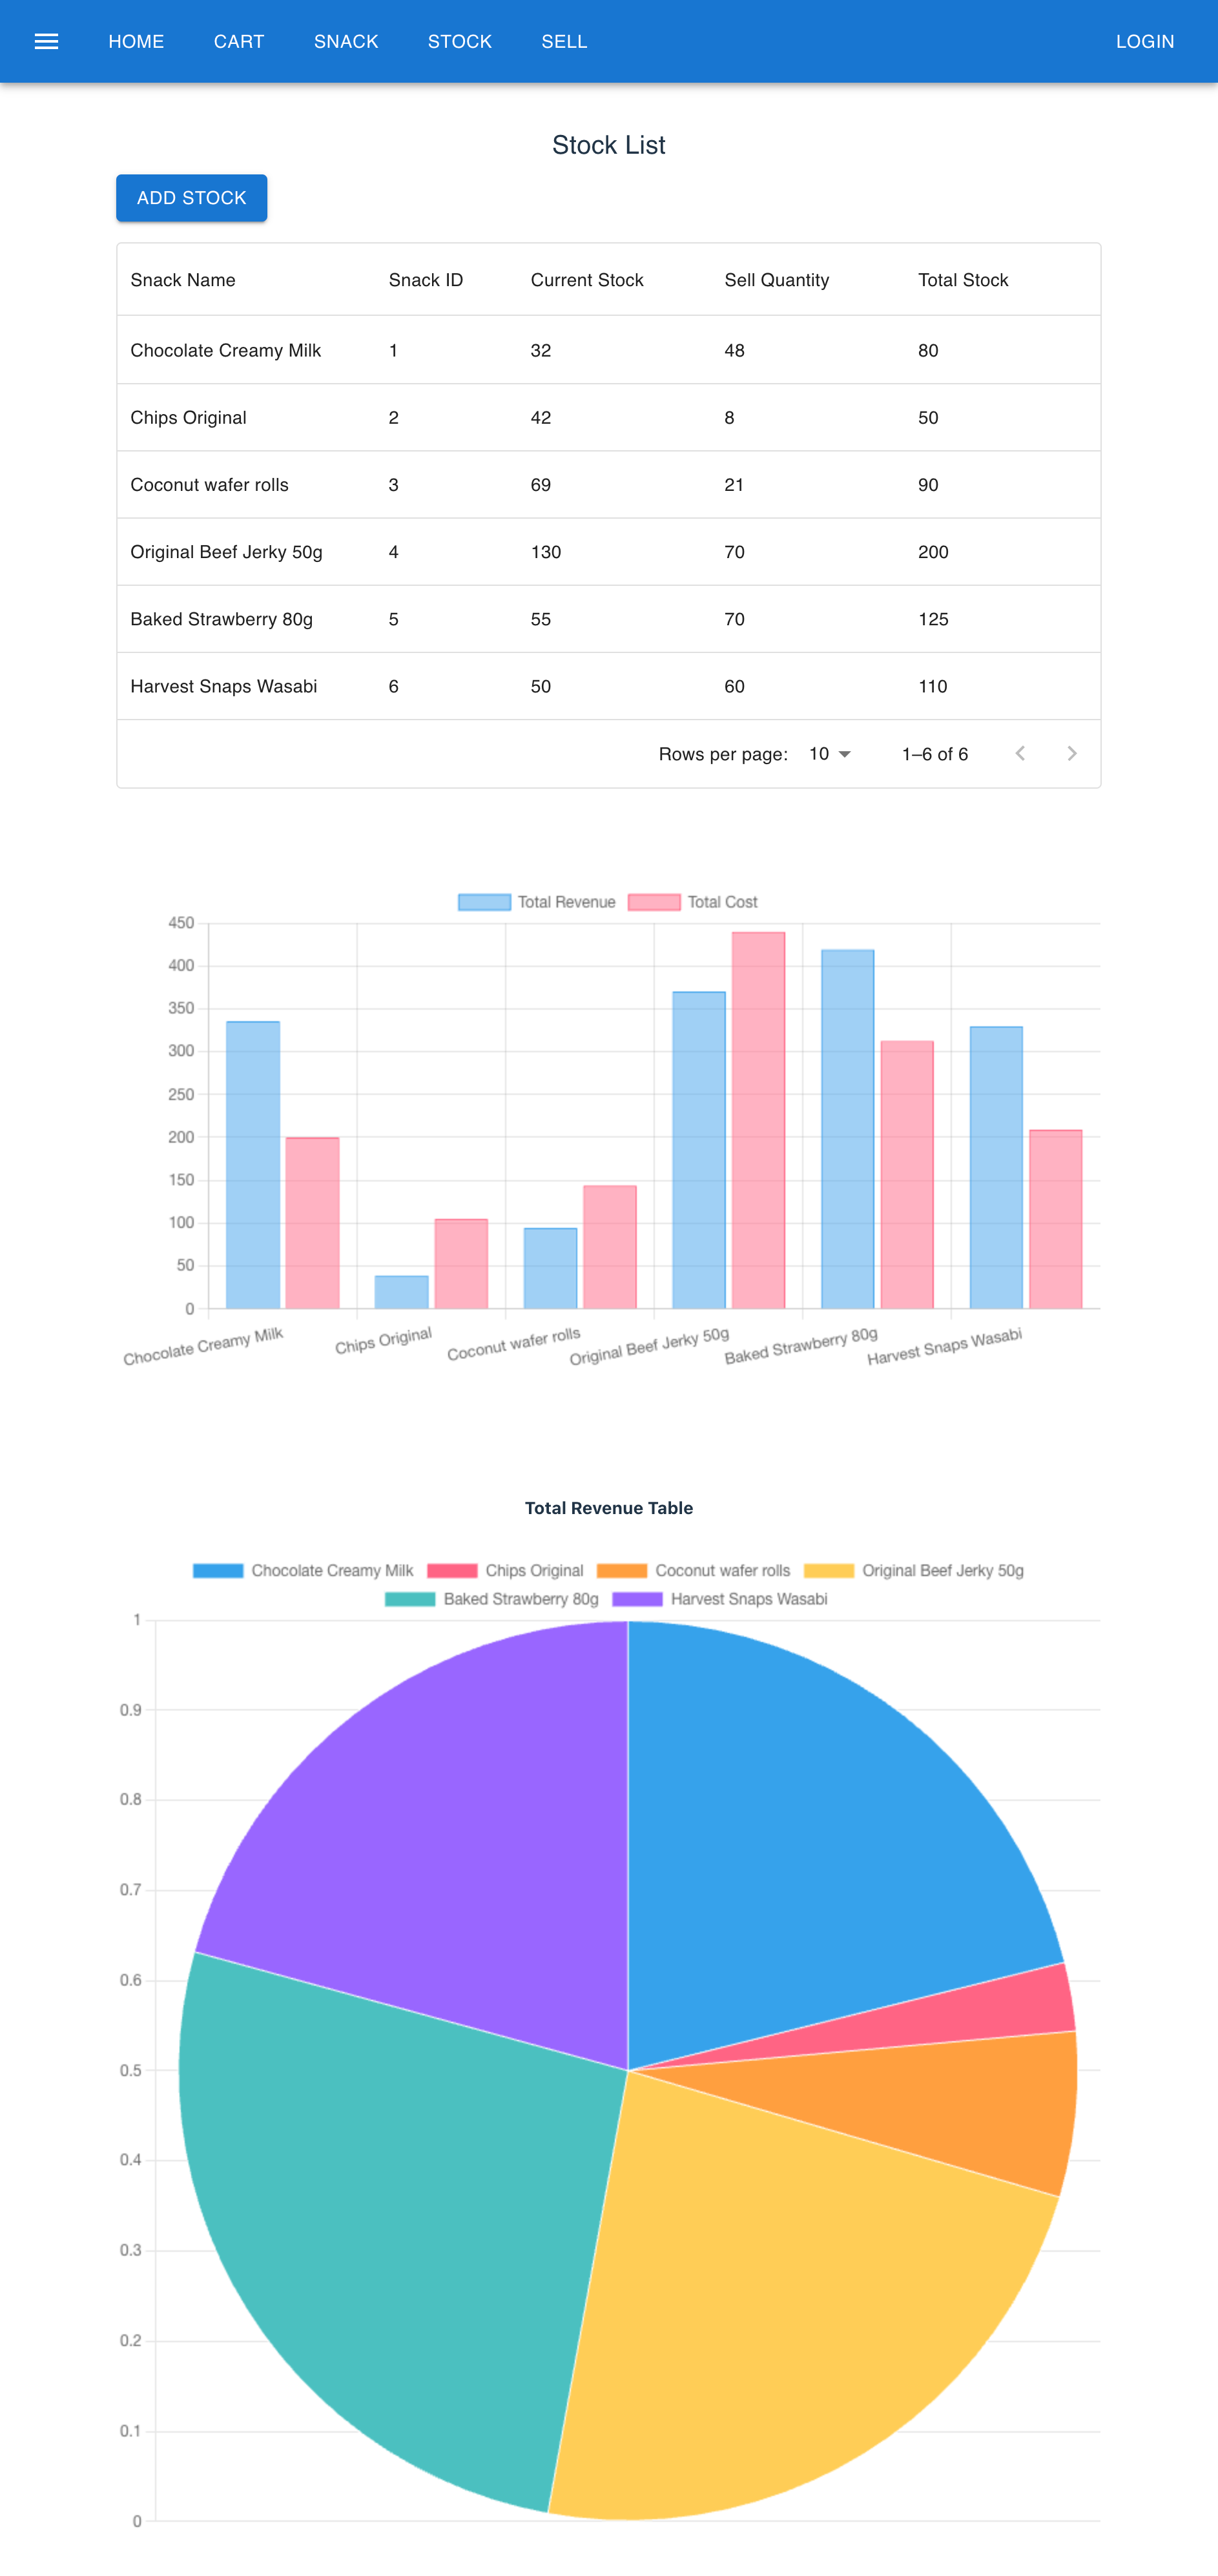 HOME CART SNACK STOCK SELL LOGIN
Stock List
ADD STOCK
Snack Name Snack ID Current Stock Sell Quantity Total Stock
Chocolate Creamy Milk 1 32 48 80
Chips Original 2 42 8 50
Coconut wafer rolls 3 69 21 90
Original Beef Jerky 50g 4 130 70 200
Baked Strawberry 80g 5 55 70 125
Harvest Snaps Wasabi 6 50 60 110
Rows per page: 10 1–6 of 6
Total Revenue Total Cost
450
400
350
300
250
200
150
100
50
0
Chocolate Creamy Milk Chips Original Coconut wafer rolls Original Beef Jerky 50g Baked Strawberry 80g Harvest Snaps Wasabi
Total Revenue Table
Chocolate Creamy Milk Chips Original Coconut wafer rolls Original Beef Jerky 50g
Baked Strawberry 80g Harvest Snaps Wasabi
1
0.9
0.8
0.7
0.6
0.5
0.4
0.3
0.2
0.1
0